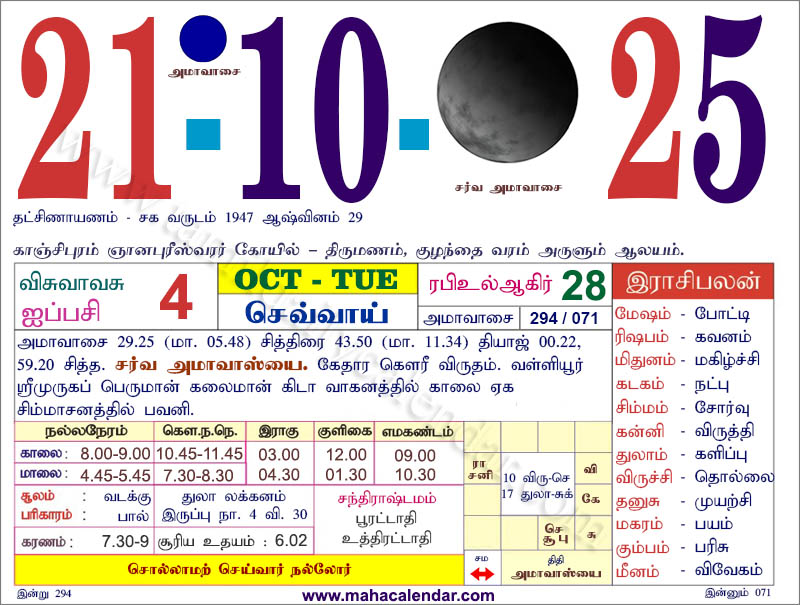 21 - 10 - 25
அமாவாசை
சர்வ அமாவாசை
தட்சிணாயணம் - சக வருடம் 1947 ஆஷ்வினம் 29
காஞ்சிபுரம் ஞானபுரீஸ்வரர் கோயில் – திருமணம், குழந்தை வரம் அருளும் ஆலயம்.
விசுவாவசு
ஐப்பசி
4
OCT - TUE
செவ்வாய்
ரபிஉல்ஆகிர் 28
அமாவாசை 294 / 071
அமாவாசை 29.25 (மா. 05.48) சித்திரை 43.50 (மா. 11.34) தியாஜ் 00.22,
59.20 சித்த. சர்வ அமாவாஸ்யை. கேதார கௌரீ விருதம். வள்ளியூர்
ஸ்ரீமுருகப் பெருமான் கலைமான் கிடா வாகனத்தில் காலை ஏக
சிம்மாசனத்தில் பவனி.
இராசிபலன்
மேஷம் - போட்டி
ரிஷபம் - கவனம்
மிதுனம் - மகிழ்ச்சி
கடகம் - நட்பு
சிம்மம் - சோர்வு
கன்னி - விருத்தி
துலாம் - களிப்பு
விருச்சி - தொல்லை
தனுசு - முயற்சி
மகரம் - பயம்
கும்பம் - பரிசு
மீனம் - விவேகம்
நல்லநேரம் கௌ.ந.நெ. இராகு குளிகை எமகண்டம்
காலை: 8.00-9.00 10.45-11.45 03.00 12.00 09.00
மாலை: 4.45-5.45 7.30-8.30 04.30 01.30 10.30
சூலம் : வடக்கு
பரிகாரம் : பால்
துலா லக்கனம்
இருப்பு நா. 4 வி. 30
சந்திராஷ்டமம்
பூரட்டாதி
உத்திரட்டாதி
கரணம் : 7.30-9 சூரிய உதயம் : 6.02
சொல்லாமற் செய்வார் நல்லோர்
ரா
சனி
10 விரு-செ
17 துலா-சுக்
வி
கே
செ
சூபு
சு
சம
திதி
அமாவாஸ்யை
இன்று 294
www.mahacalendar.com
இன்னும் 071